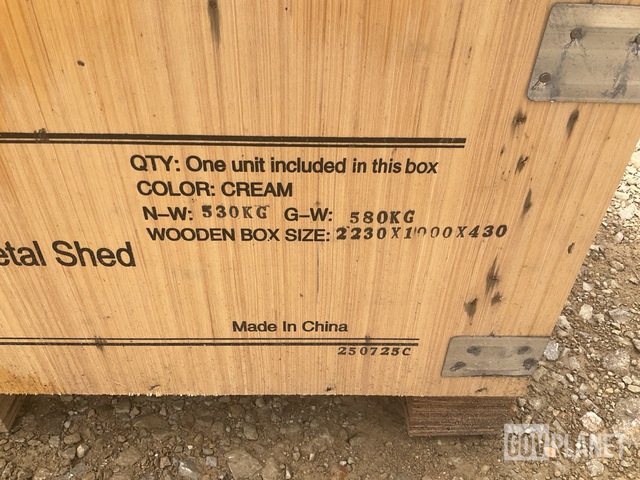 QTY: One unit included in this box
COLOR: CREAM
N-W: 530KG G-W: 580KG
WOODEN BOX SIZE: 2230X1000X430
etal Shed
Made In China
250725C
GOVPLANET